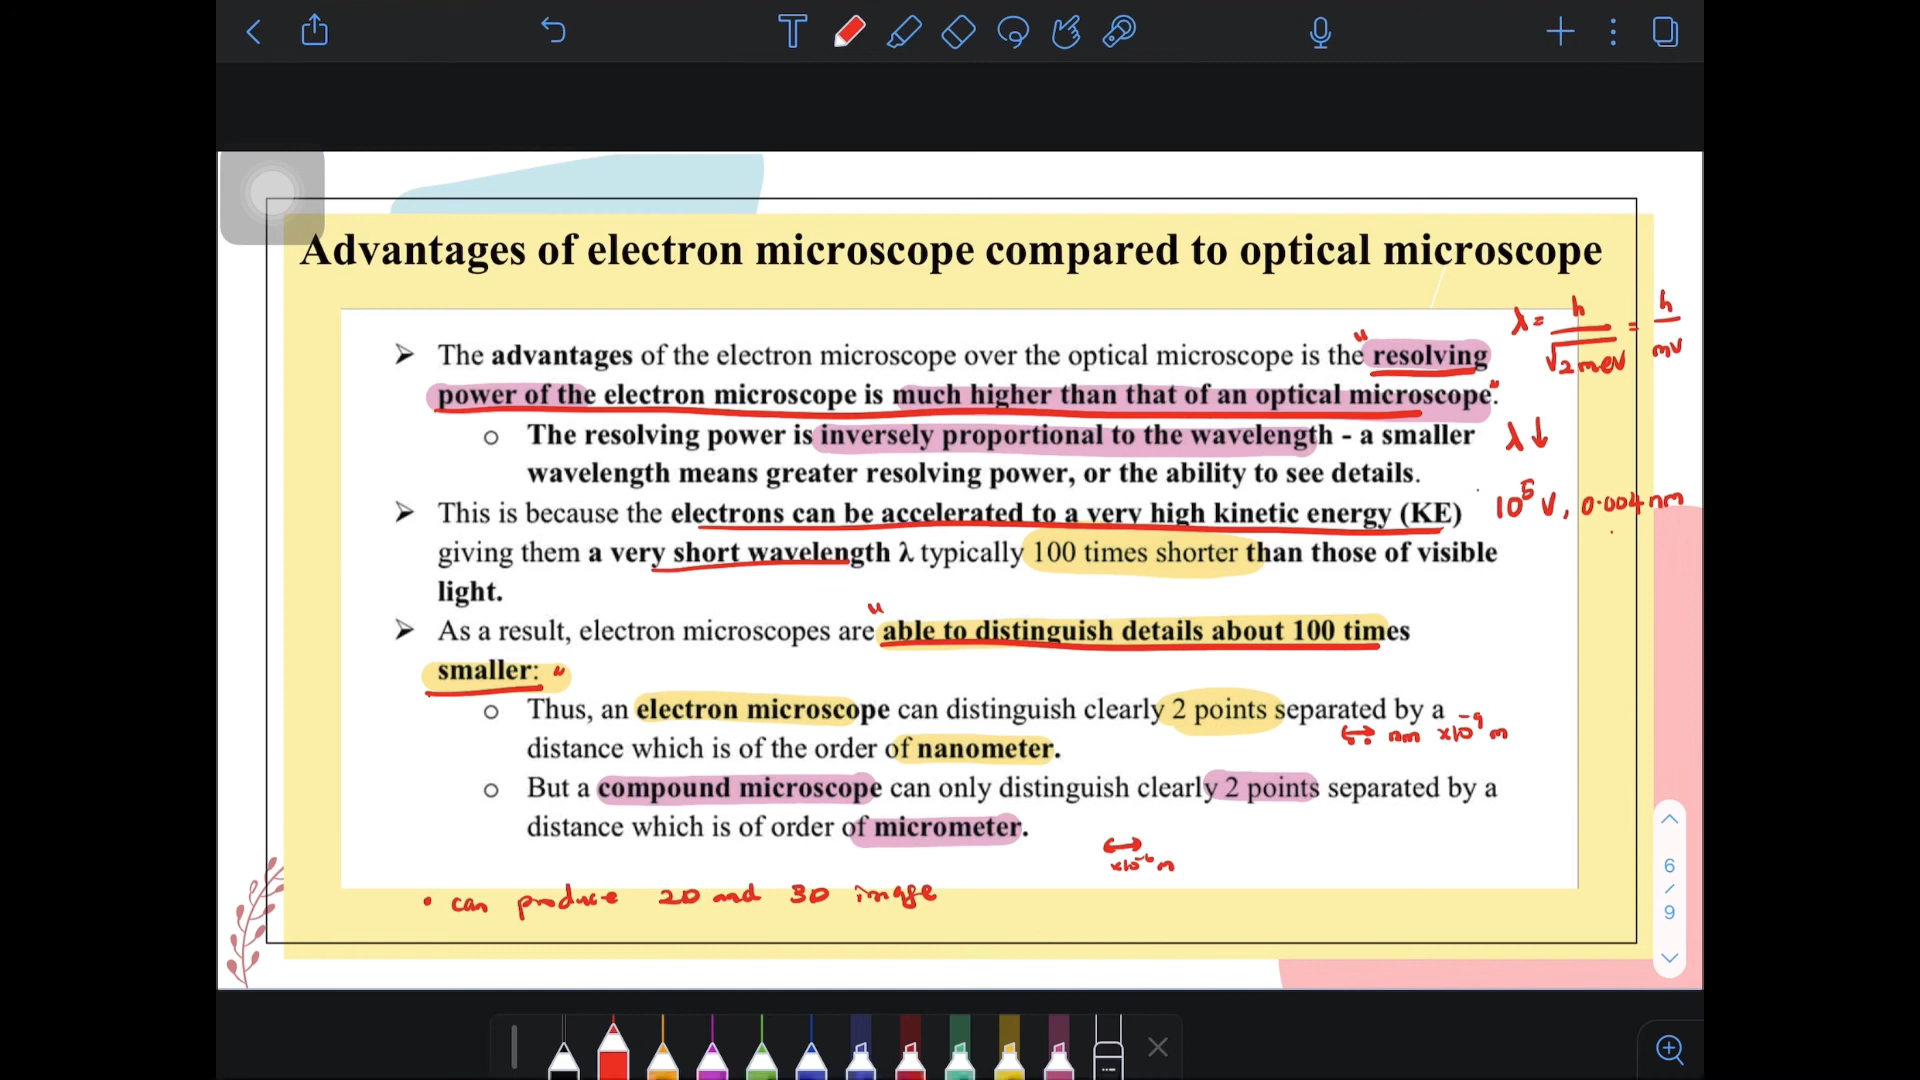 Advantages of electron microscope compared to optical microscope
λ = h / √2meV = h / mv
➤ The advantages of the electron microscope over the optical microscope is the "resolving
power of the electron microscope is much higher than that of an optical microscope".
o The resolving power is inversely proportional to the wavelength - a smaller
λ↓
wavelength means greater resolving power, or the ability to see details.
➤ This is because the electrons can be accelerated to a very high kinetic energy (KE)
10⁵ V, 0.004 nm
giving them a very short wavelength λ typically 100 times shorter than those of visible
light.
➤ As a result, electron microscopes are "able to distinguish details about 100 times
smaller: "
o Thus, an electron microscope can distinguish clearly 2 points separated by a
distance which is of the order of nanometer.
↔ nm ×10⁻⁹ m
o But a compound microscope can only distinguish clearly 2 points separated by a
distance which is of order of micrometer.
↔
×10⁻⁶ m
• can produce 2D and 3D image
6
/
9